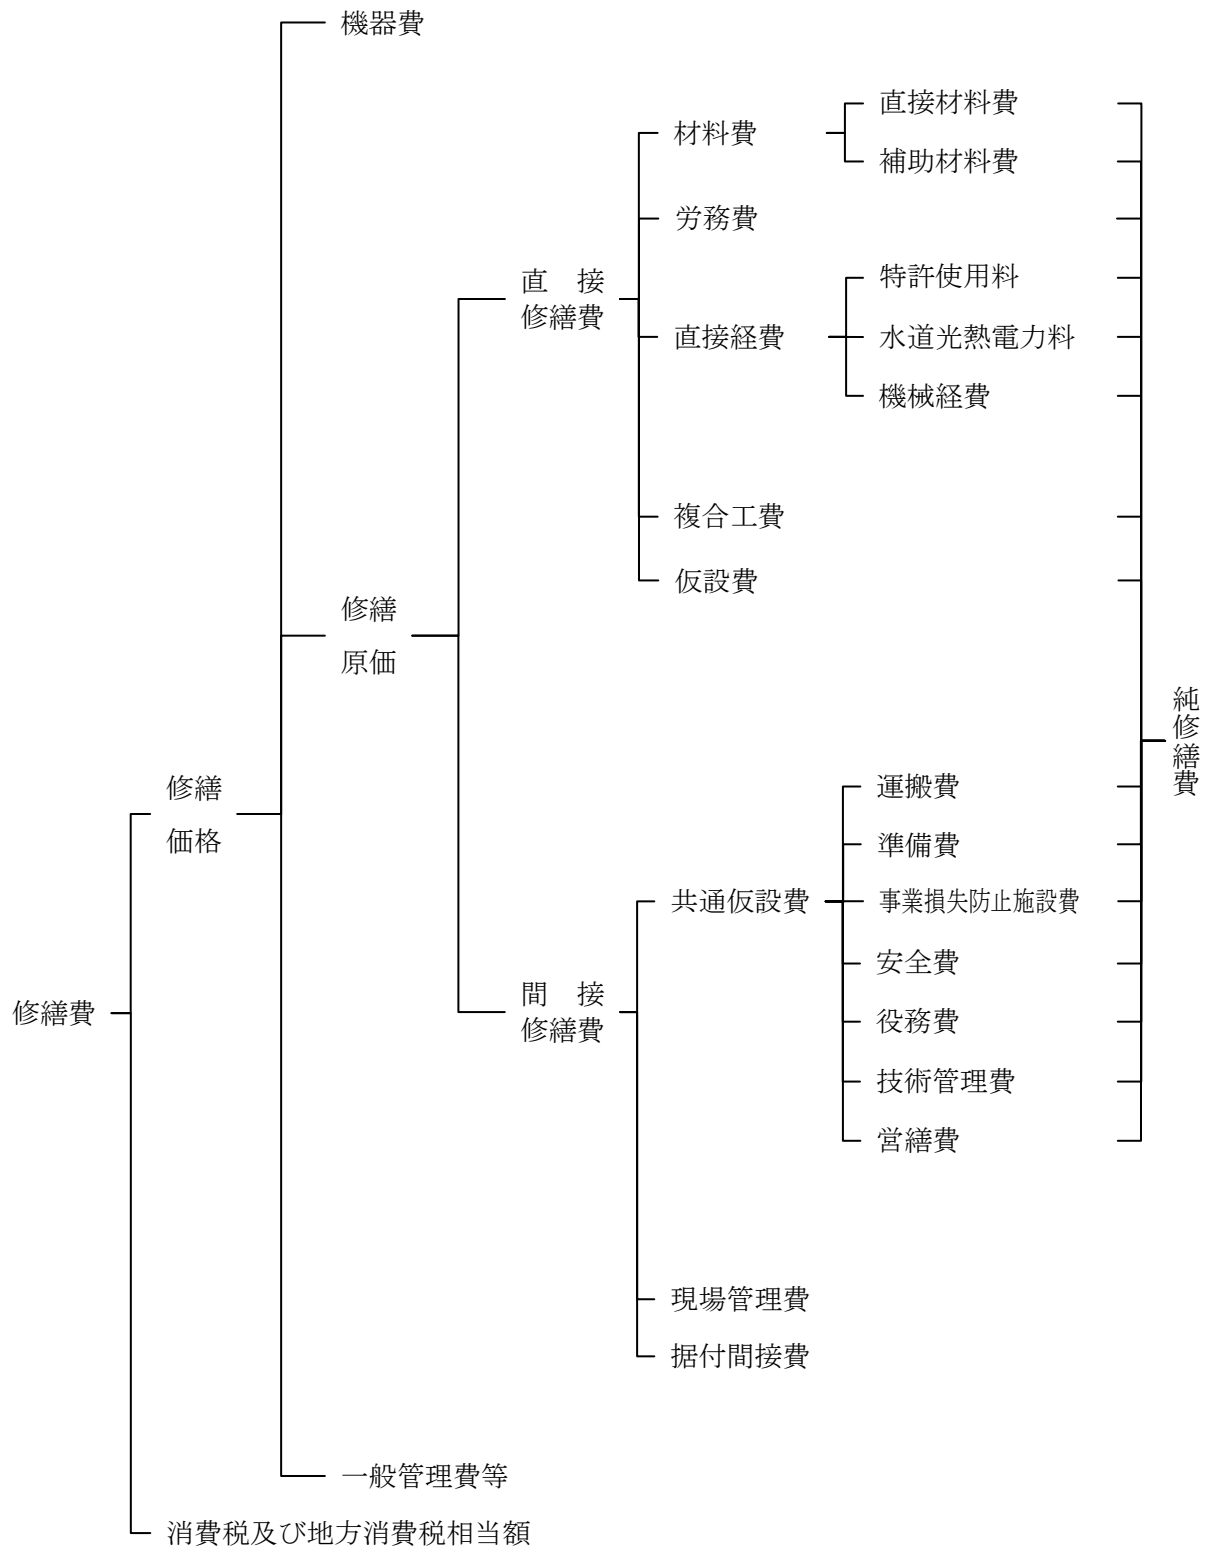 機器費
直接材料費
材料費
補助材料費
労務費
特許使用料
直　接
修繕費
直接経費
水道光熱電力料
機械経費
複合工費
仮設費
修繕
原価
純修繕費
修繕
価格
運搬費
準備費
共通仮設費
事業損失防止施設費
安全費
修繕費
間　接
修繕費
役務費
技術管理費
営繕費
現場管理費
据付間接費
一般管理費等
消費税及び地方消費税相当額